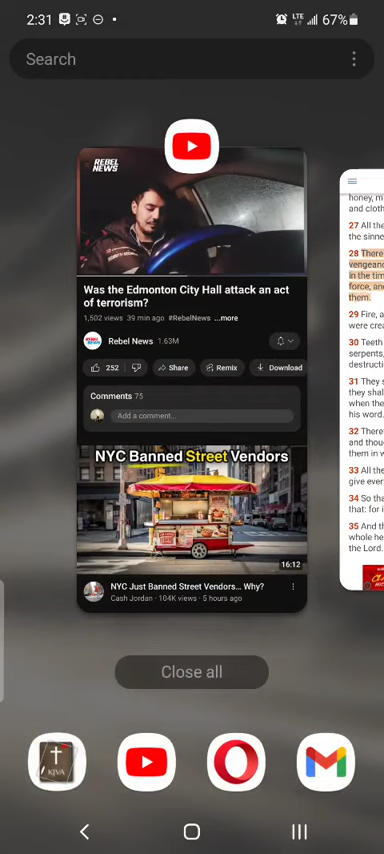 2:31
LTE
67%
Search
REBEL
NEWS
Was the Edmonton City Hall attack an act
of terrorism?
1,502 views 39 min ago #RebelNews ...more
Rebel News 1.63M
252 Share Remix Download
Comments 75
Add a comment...
NYC Banned Street Vendors
16:12
NYC Just Banned Street Vendors... Why?
Cash Jordan · 104K views · 5 hours ago
honey, m
and cloth
27 All the
the sinne
28 There
vengeanc
in the tim
force, an
them.
29 Fire, a
were crea
30 Teeth
serpents,
destructi
31 They s
they shal
when the
his word.
32 There
and thou
them in w
33 All the
give ever
34 So tha
that: for i
35 And th
whole he
the Lord.
Close all
KJVA